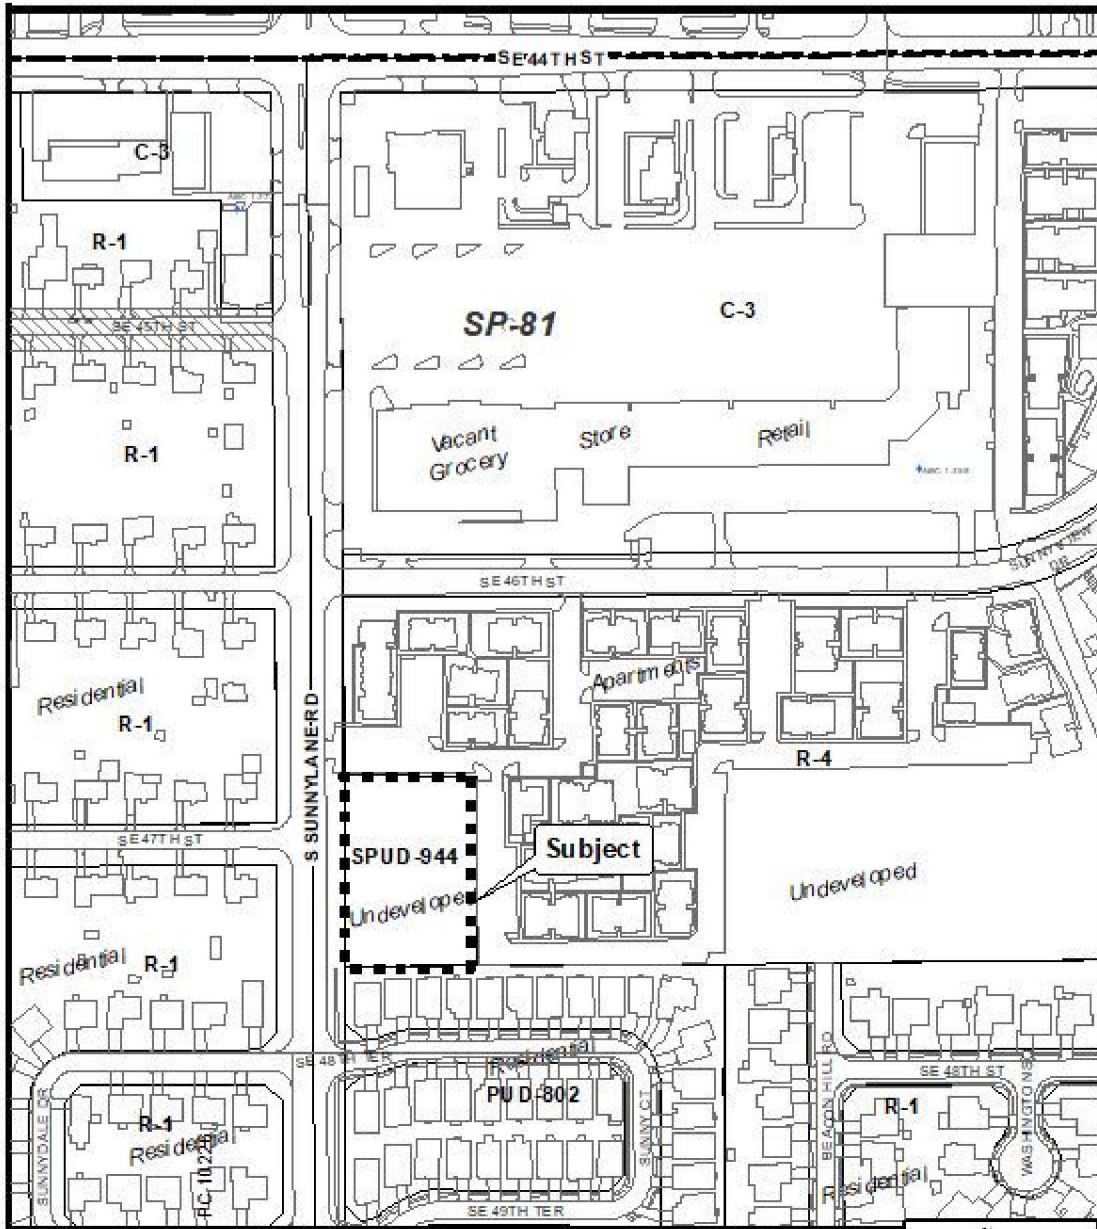 SE 44TH ST
C-3
R-1
SE 45TH ST
SP-81
C-3
R-1
Vacant
Grocery
Store
Retail
SUNNYVIEW
DR
SE 46TH ST
Residential
R-1
Apartments
S SUNNYLANE RD
R-4
SE 47TH ST
SPUD-944
Subject
Undeveloped
Undeveloped
Residential
R-1
SE 48TH TER
Residential
PUD-802
SUNNYDALE DR
R-1
Residential
SUNNY CT
BEACON HILL RD
SE 48TH ST
R-1
WASHINGTONS
Residential
SE 49TH TER